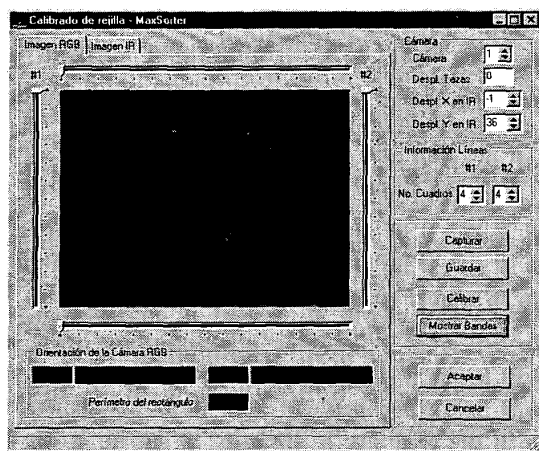 Calibrado de rejilla - MaxSorter
Imagen RGB
Imagen IR
#1
#2
Cámara
Cámara
1
Despl. Tazas
0
Despl X en IR
-1
Despl Y en IR
36
Información Líneas
#1 #2
No. Cuadros 4 4
Capturar
Guardar
Calibrar
Mostrar Bandas
Orientación de la Cámara RGB
Perímetro del rectángulo
Aceptar
Cancelar